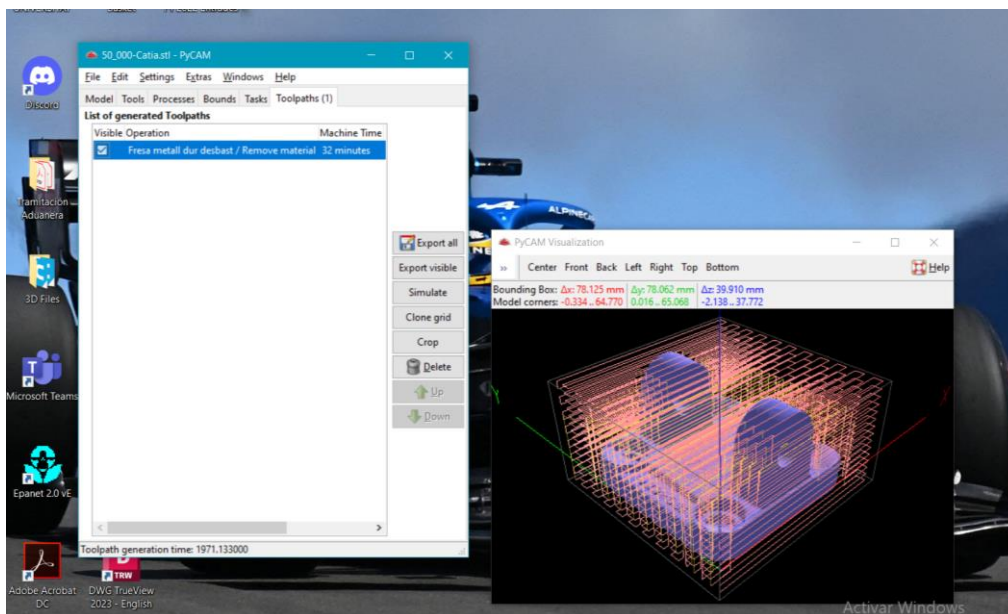 50_000-Catia.stl - PyCAM
File Edit Settings Extras Windows Help
Model Tools Processes Bounds Tasks Toolpaths (1)
List of generated Toolpaths
Visible Operation Machine Time
Fresa metall dur desbast / Remove material 32 minutes
Export all
Export visible
Simulate
Clone grid
Crop
Delete
Up
Down
Toolpath generation time: 1971.133000
PyCAM Visualization
» Center Front Back Left Right Top Bottom Help
Bounding Box: Δx: 78.125 mm Δy: 78.062 mm Δz: 39.910 mm
Model corners: -0.334 .. 64.770 0.016 .. 65.068 -2.138 .. 37.772
Discord
Tramitación
Aduanera
3D Files
Microsoft Teams
Epanet 2.0 vE
Adobe Acrobat
DC
TRW
DWG TrueView
2023 - English
ALPINE
Activar Windows